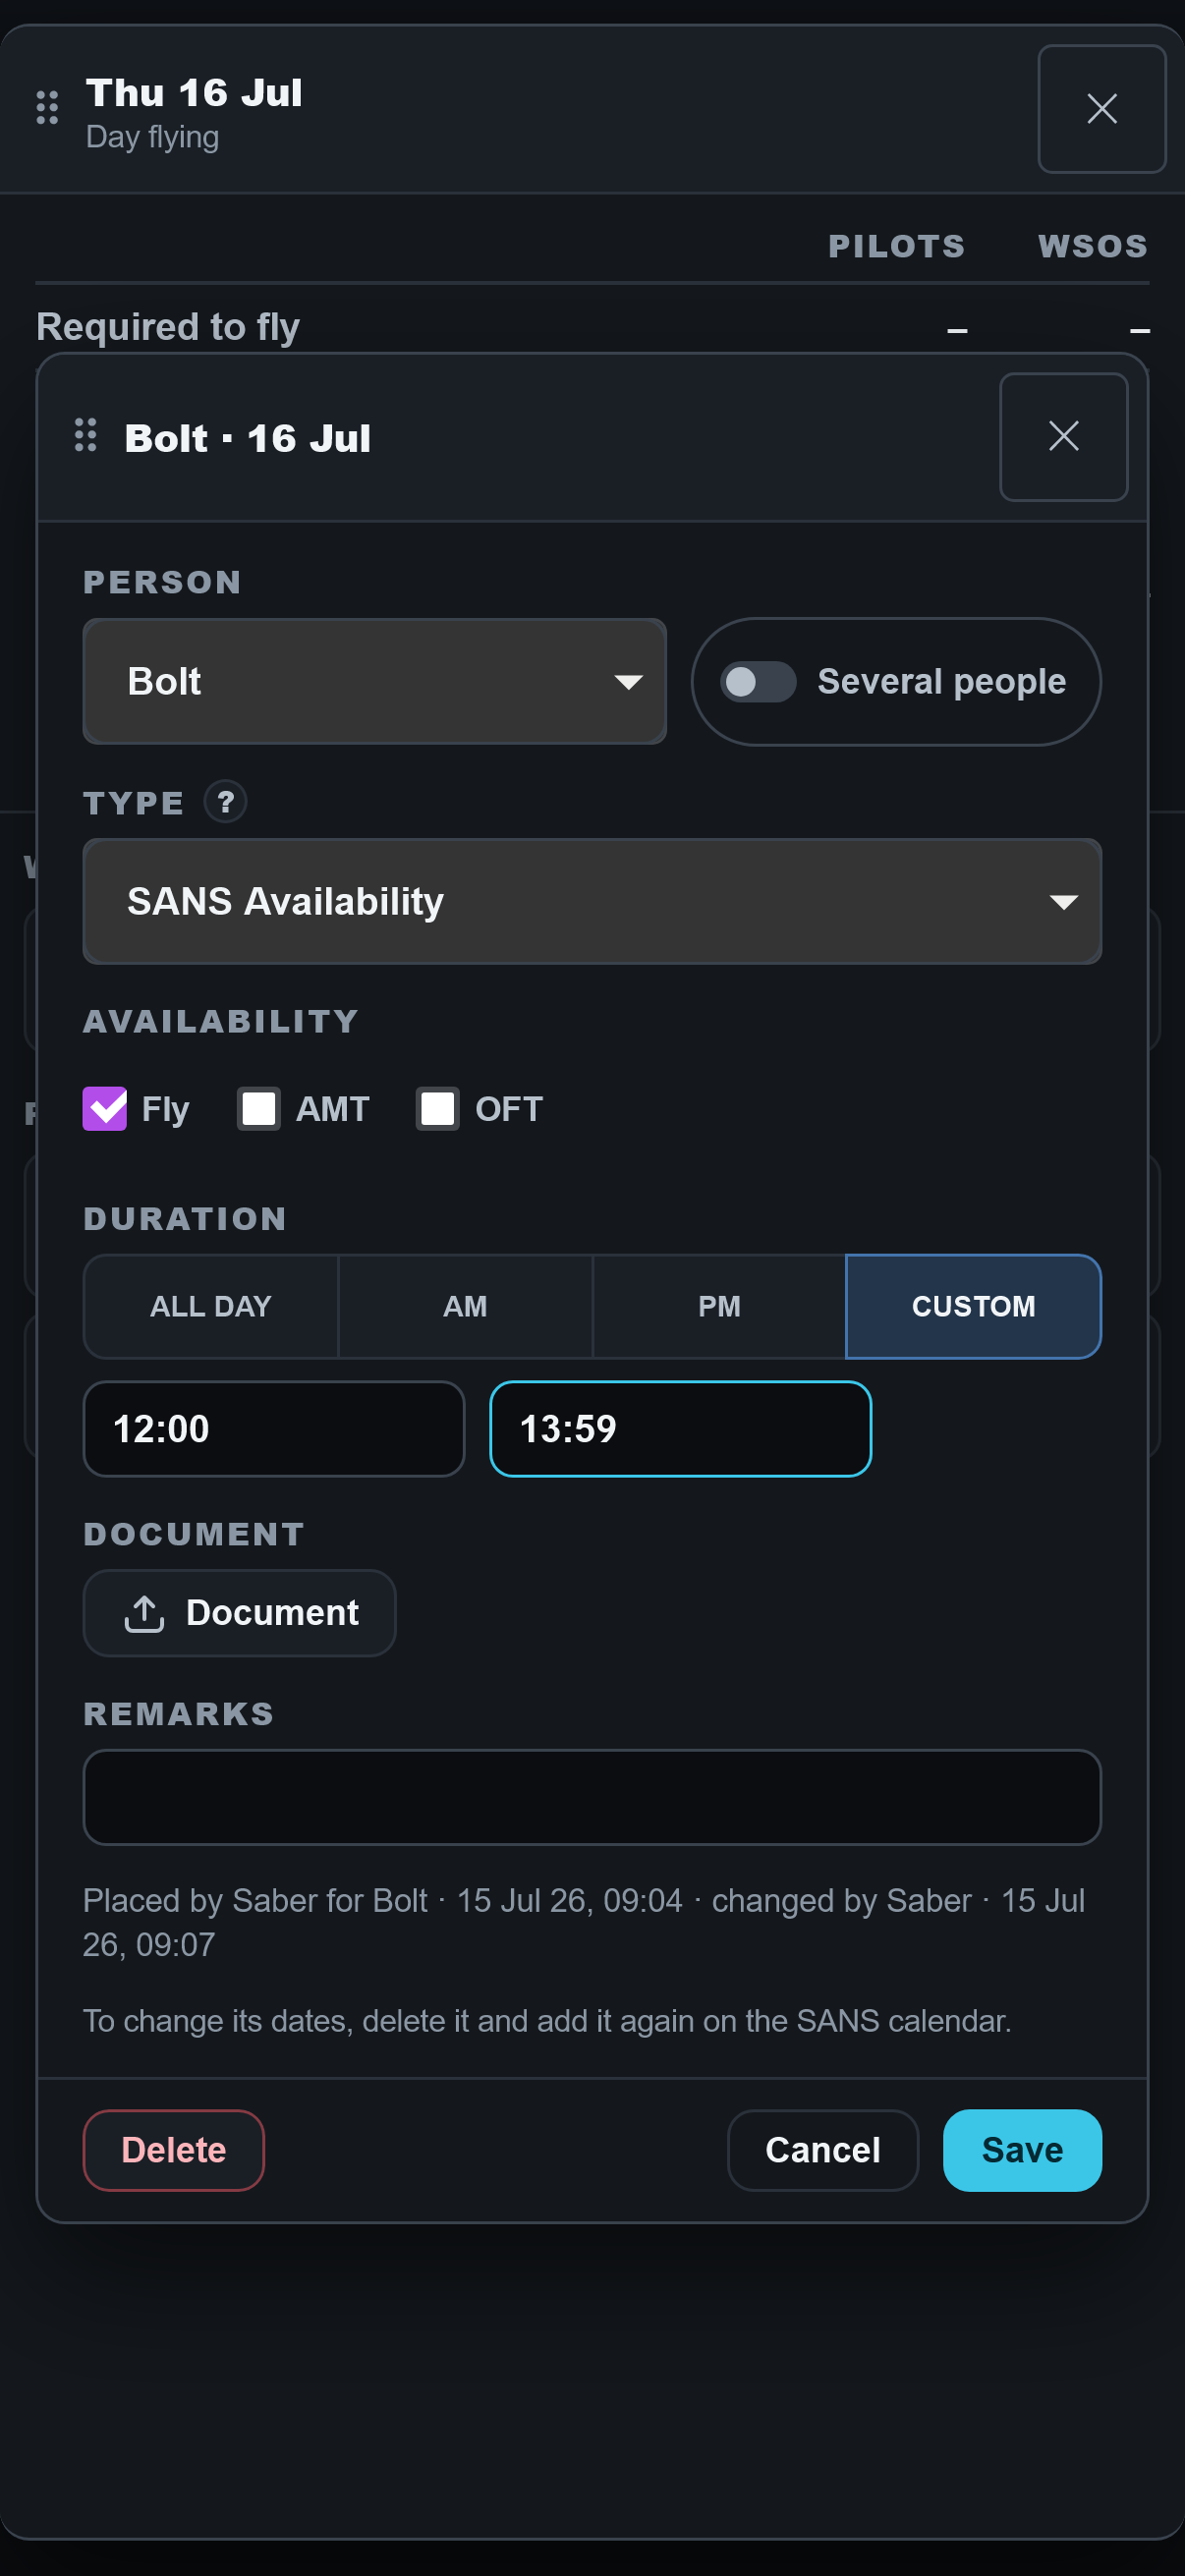 Thu 16 Jul
Day flying
PILOTS WSOS
Required to fly – –
Bolt · 16 Jul
PERSON
Bolt Several people
TYPE ?
SANS Availability
AVAILABILITY
Fly AMT OFT
DURATION
ALL DAY AM PM CUSTOM
12:00 13:59
DOCUMENT
Document
REMARKS
Placed by Saber for Bolt · 15 Jul 26, 09:04 · changed by Saber · 15 Jul
26, 09:07
To change its dates, delete it and add it again on the SANS calendar.
Delete Cancel Save